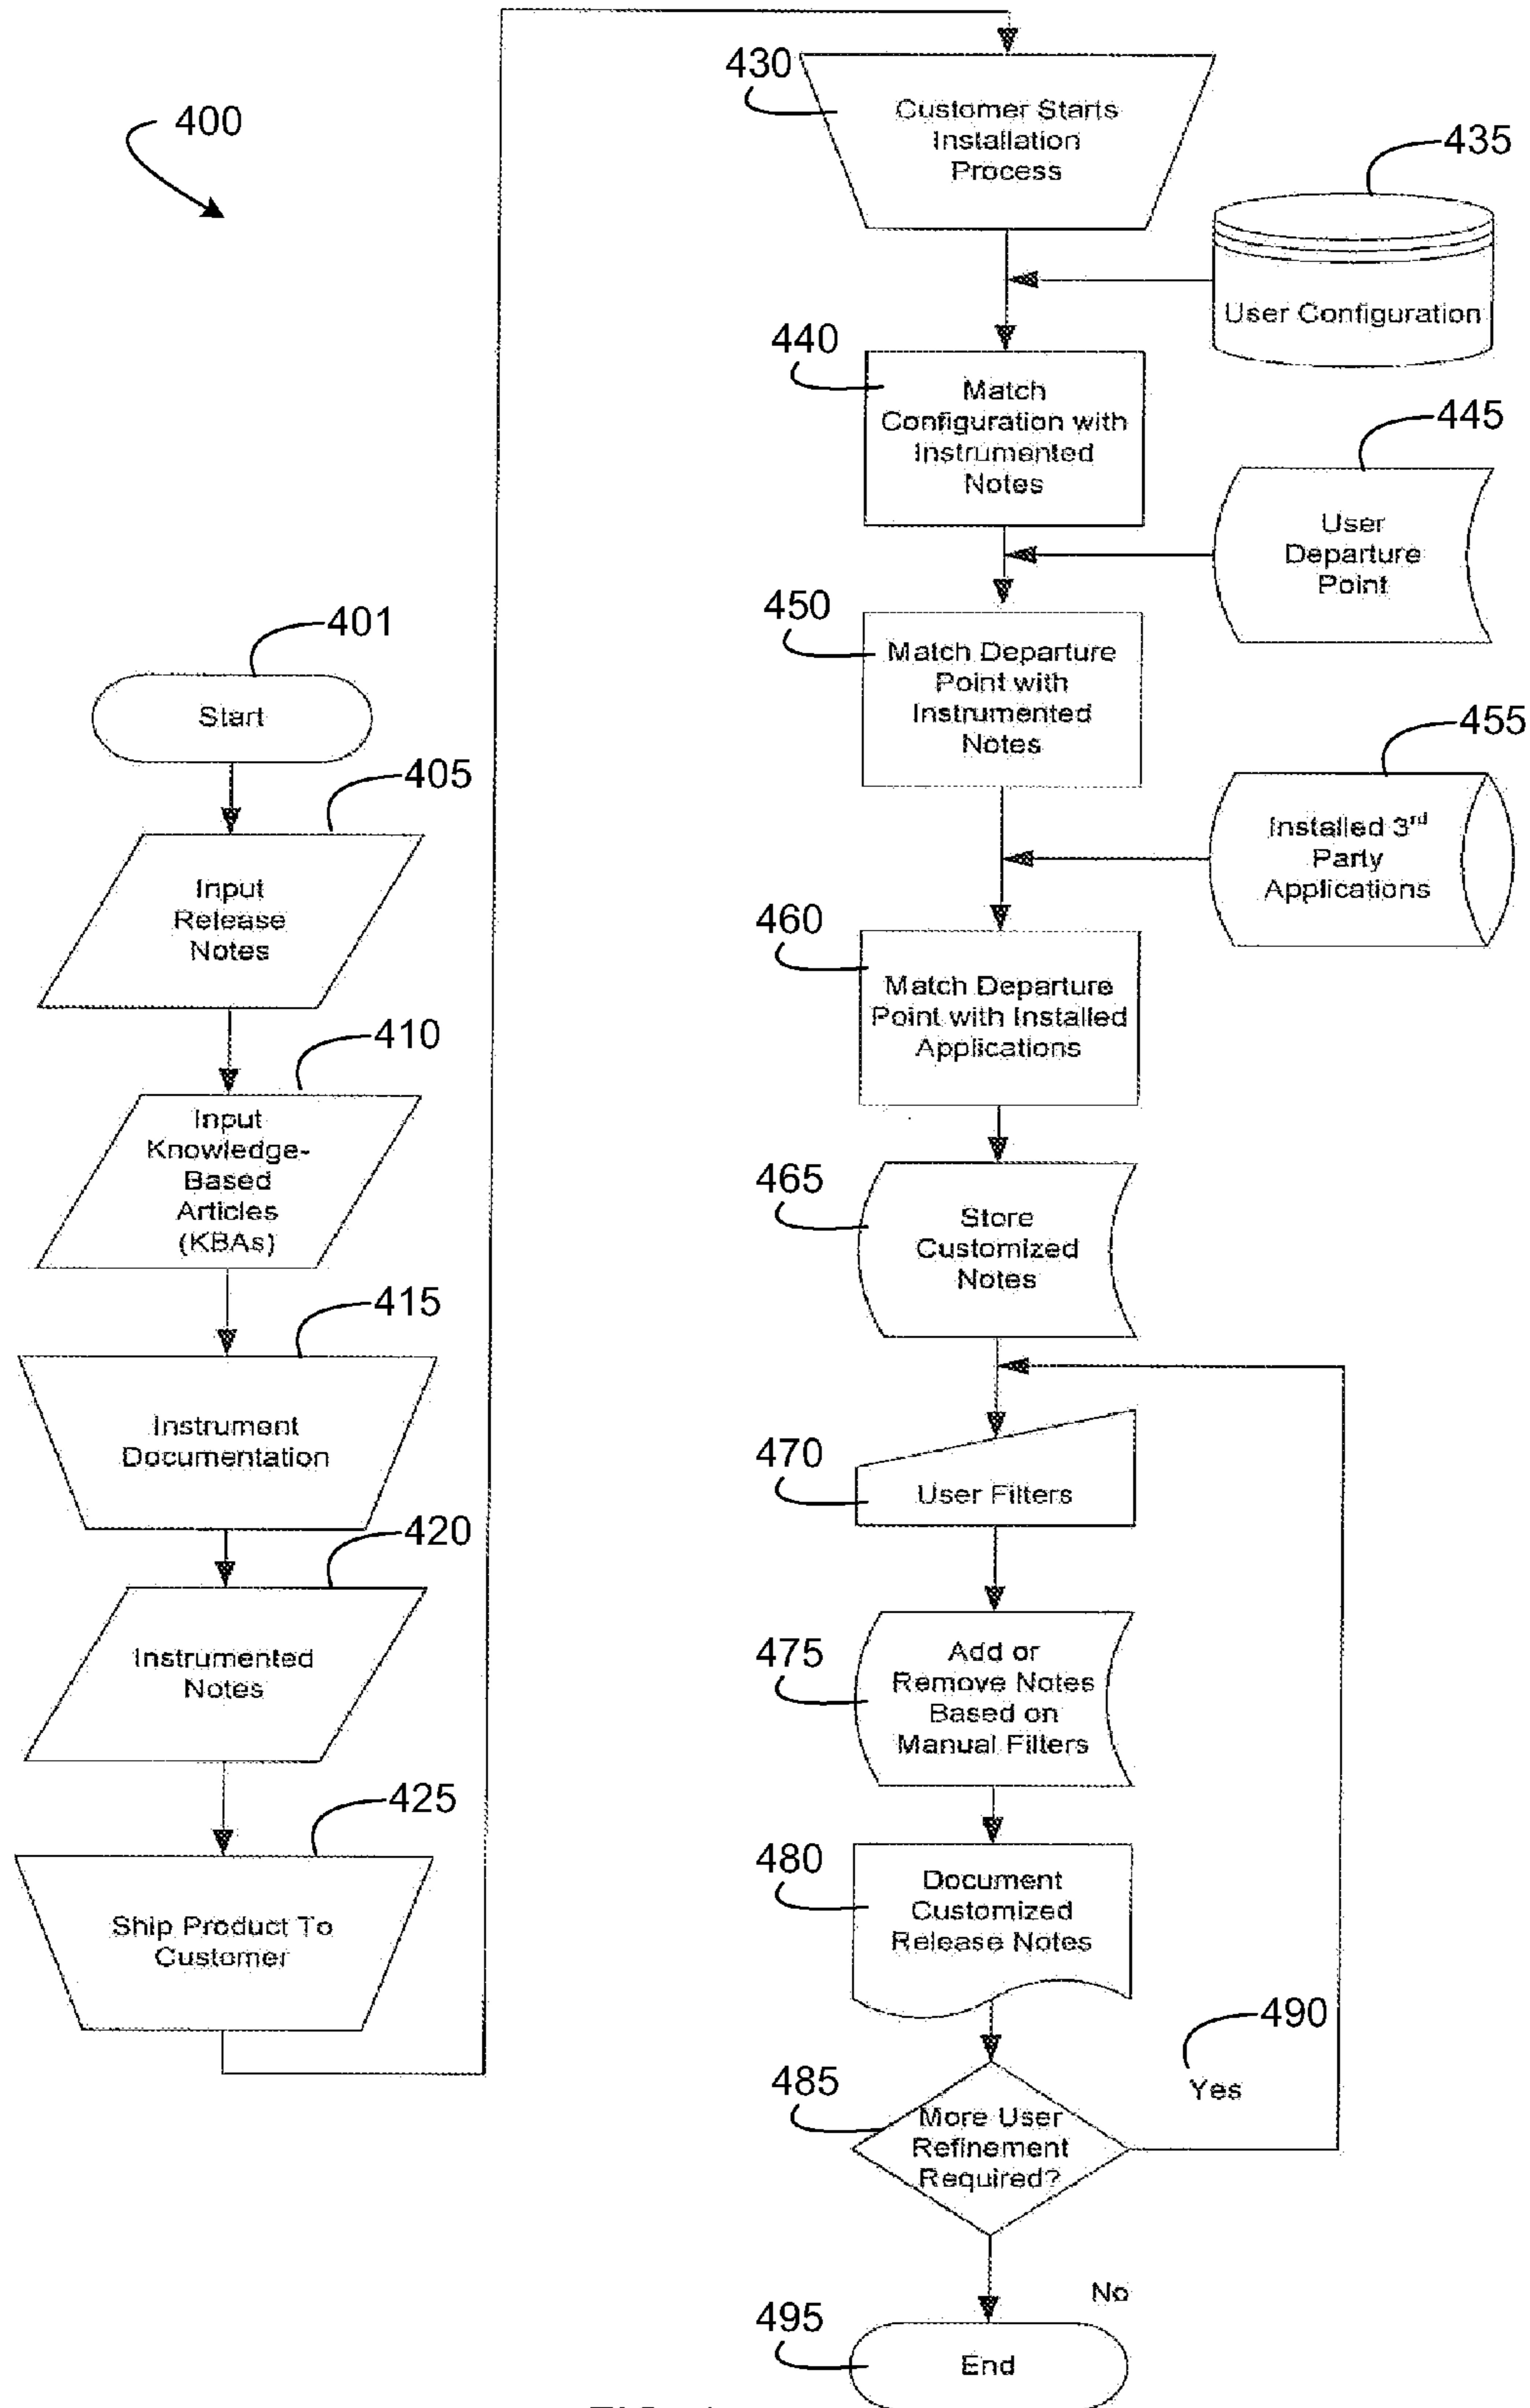 400
401
Start
405
Input
Release
Notes
410
Input
Knowledge-
Based
Articles
(KBAs)
415
Instrument
Documentation
420
Instrumented
Notes
425
Ship Product To
Customer
430
Customer Starts
Installation
Process
435
User Configuration
440
Match
Configuration with
Instrumented
Notes
445
User
Departure
Point
450
Match Departure
Point with
Instrumented
Notes
455
Installed 3rd
Party
Applications
460
Match Departure
Point with Installed
Applications
465
Store
Customized
Notes
470
User Filters
475
Add or
Remove Notes
Based on
Manual Filters
480
Document
Customized
Release Notes
485
More User
Refinement
Required?
490
Yes
No
495
End